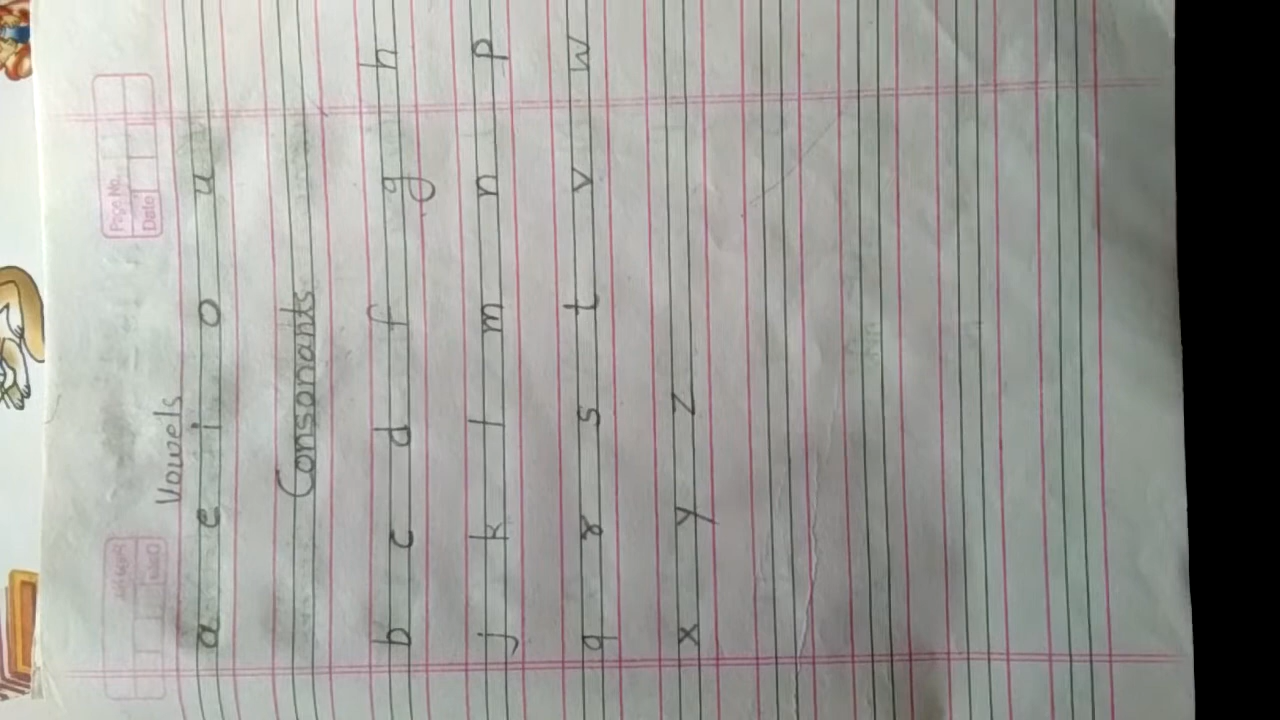 Page No.
Date
Vowels
a e i o u
Consonants
b c d f g h
j k l m n p
q r s t v w
x y z